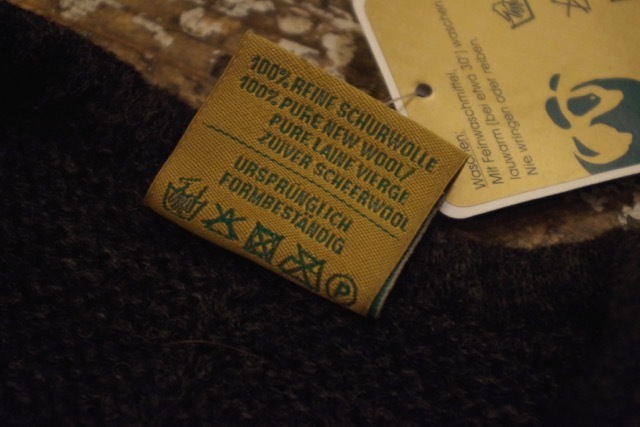 100% REINE SCHURWOLLE
100% PURE NEW WOOL/
PURE LAINE VIERGE
ZUIVER SCHEERWOOL
URSPRÜNGLICH
FORMBESTÄNDIG
P
Waschen:
Mit Feinwaschmittel
lauwarm (bei etwa 30°) waschen.
Nie wringen oder reiben.